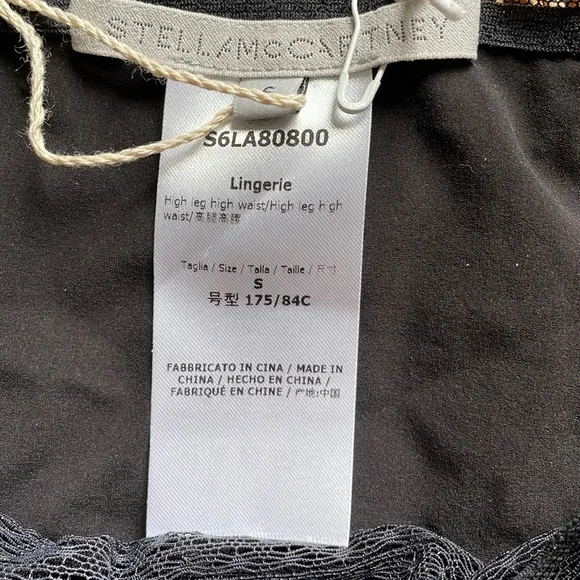 STELLA McCARTNEY
S
S6LA80800
Lingerie
High leg high waist/High leg high
waist/高腿高腰
Taglia / Size / Talla / Taille / 尺寸
S
号型 175/84C
FABBRICATO IN CINA / MADE IN
CHINA / HECHO EN CHINA /
FABRIQUÉ EN CHINE / 产地:中国